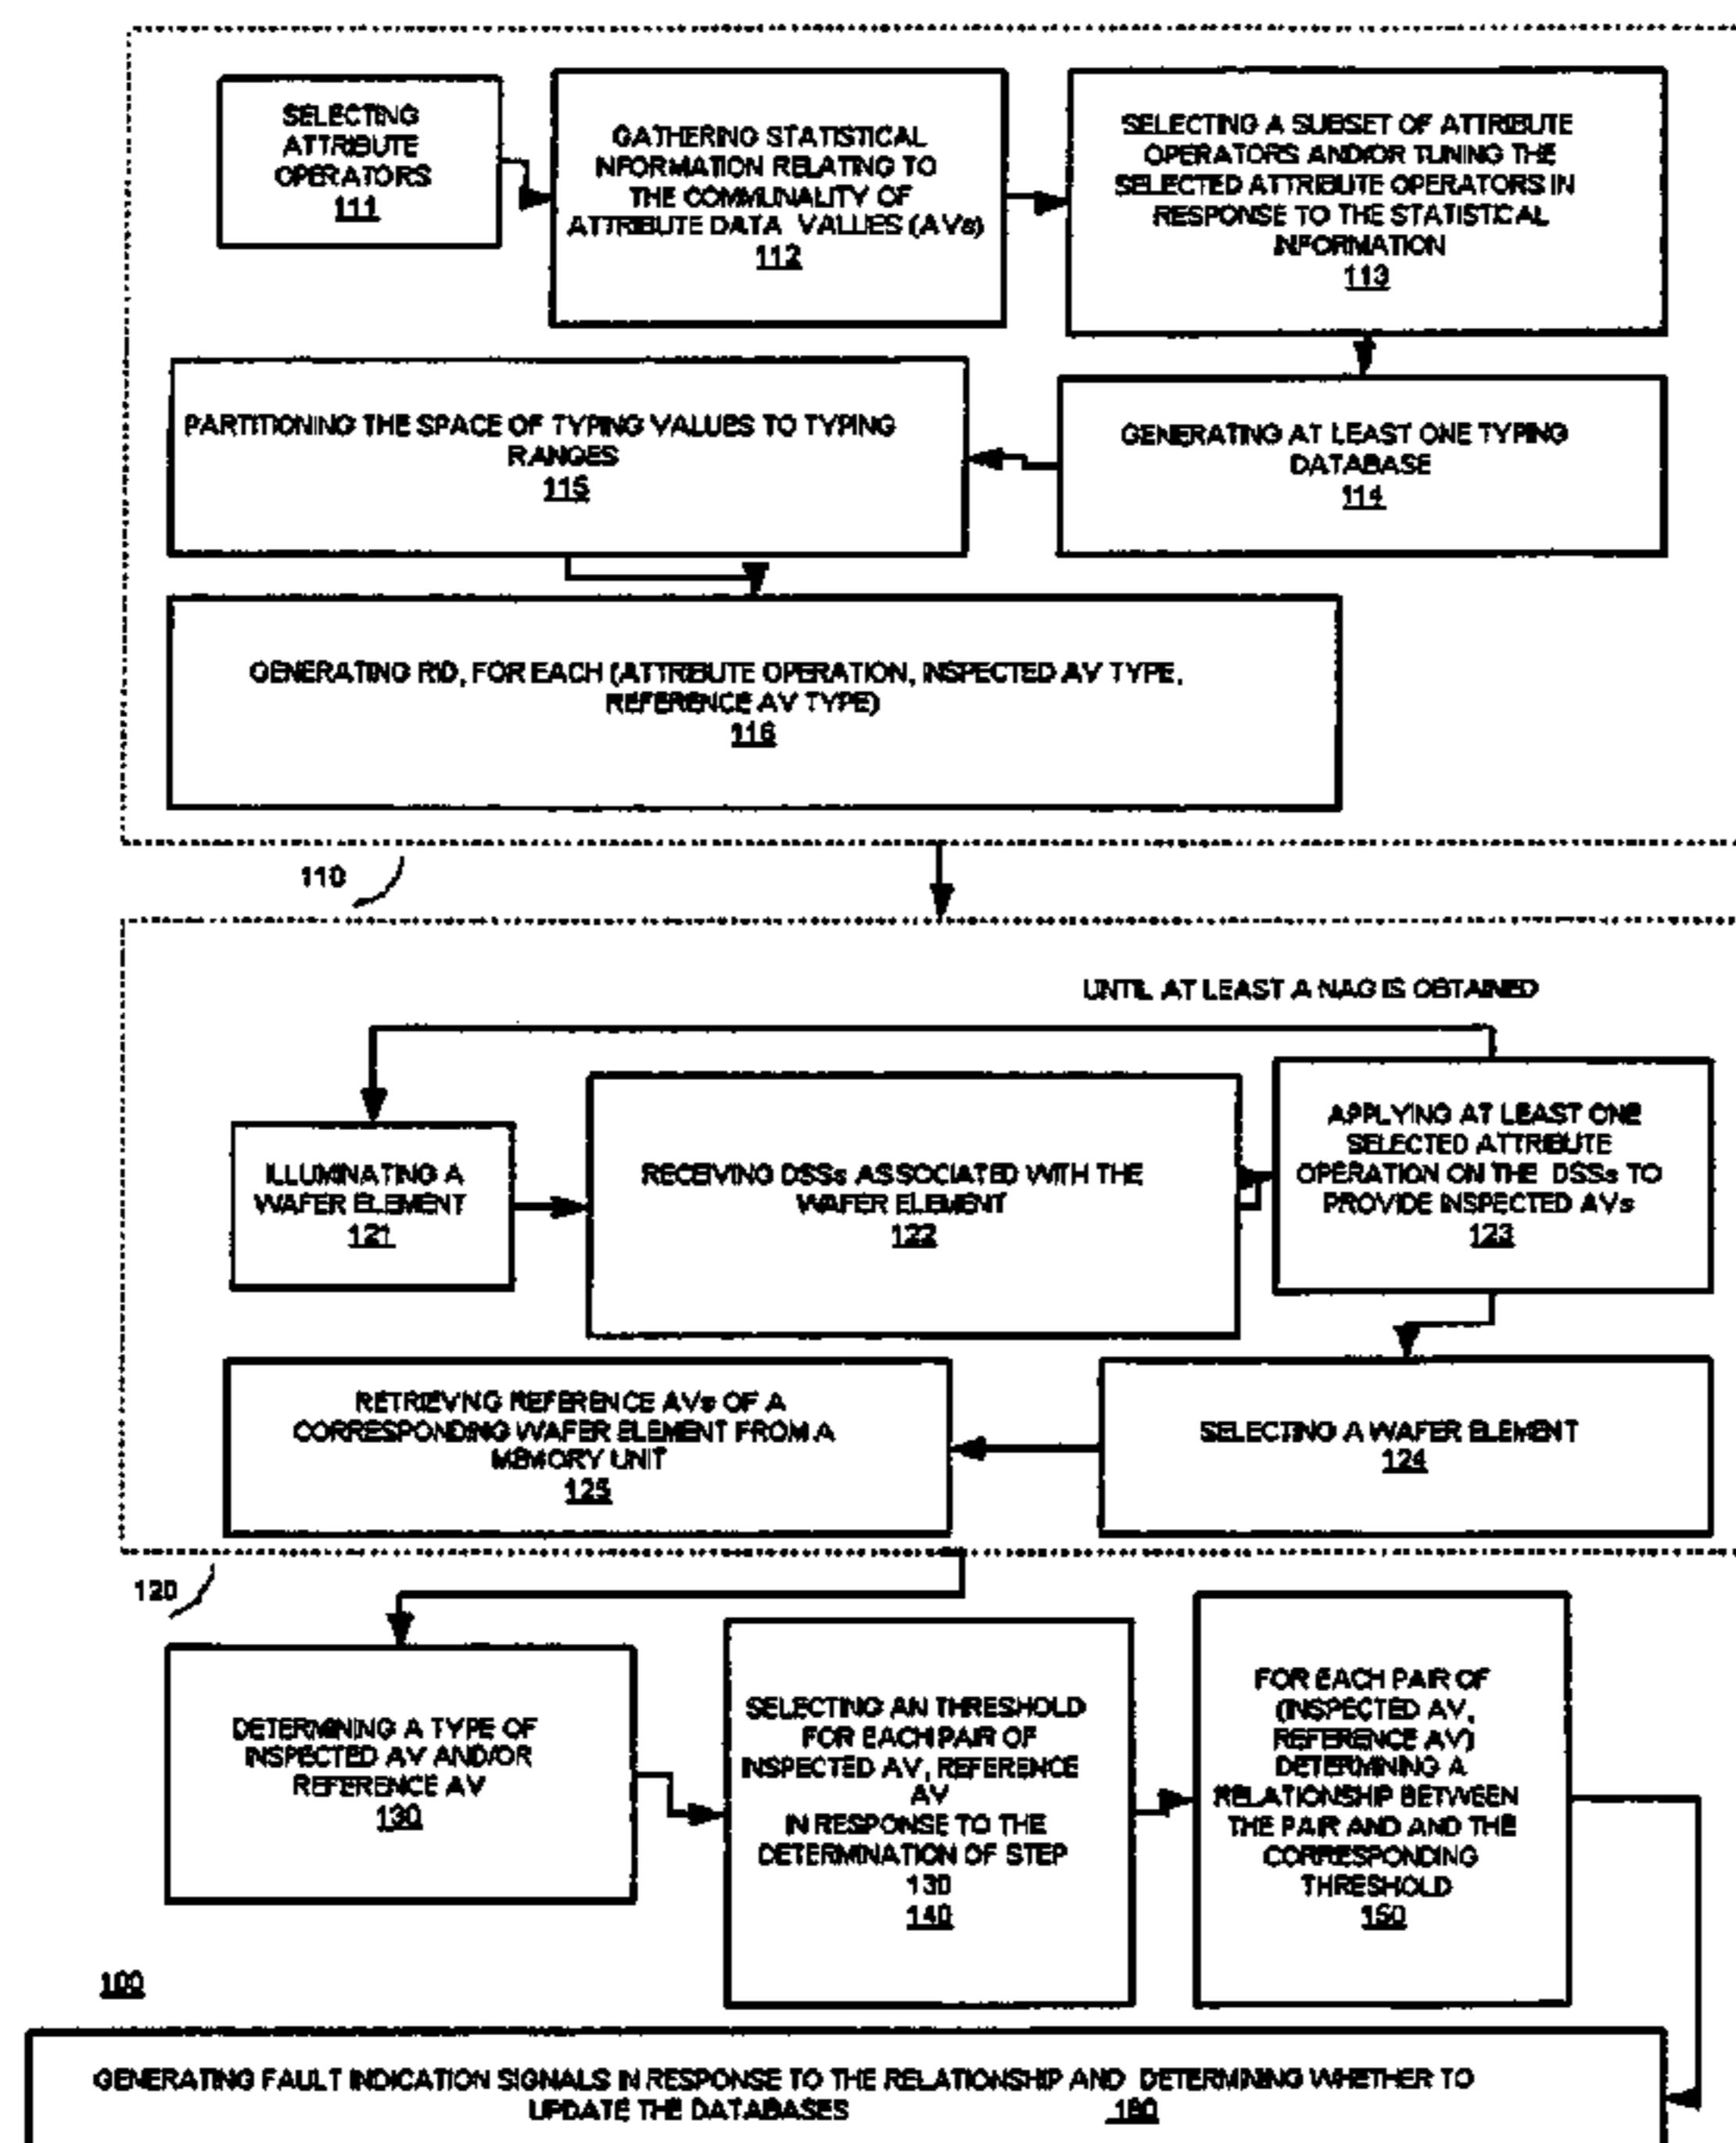 SELECTING
ATTRIBUTE
OPERATORS
111
GATHERING STATISTICAL
INFORMATION RELATING TO
THE COMMUNALITY OF
ATTRIBUTE DATA VALUES (AVs)
112
SELECTING A SUBSET OF ATTRIBUTE
OPERATORS AND/OR TUNING THE
SELECTED ATTRIBUTE OPERATORS IN
RESPONSE TO THE STATISTICAL
INFORMATION
113
PARTITIONING THE SPACE OF TYPING VALUES TO TYPING
RANGES
115
GENERATING AT LEAST ONE TYPING
DATABASE
114
GENERATING RID, FOR EACH (ATTRIBUTE OPERATION, INSPECTED AV TYPE,
REFERENCE AV TYPE)
116
110
UNTIL AT LEAST A NAG IS OBTAINED
ILLUMINATING A
WAFER ELEMENT
121
RECEIVING DSSs ASSOCIATED WITH THE
WAFER ELEMENT
122
APPLYING AT LEAST ONE
SELECTED ATTRIBUTE
OPERATION ON THE DSSs TO
PROVIDE INSPECTED AVs
123
RETRIEVNG REFERENCE AVs OF A
CORRESPONDING WAFER ELEMENT FROM A
MEMORY UNIT
125
SELECTING A WAFER ELEMENT
124
120
DETERMINING A TYPE OF
INSPECTED AV AND/OR
REFERENCE AV
130
SELECTING AN THRESHOLD
FOR EACH PAIR OF
INSPECTED AV, REFERENCE
AV
IN RESPONSE TO THE
DETERMINATION OF STEP
130
140
FOR EACH PAIR OF
(INSPECTED AV,
REFERENCE AV)
DETERMINING A
RELATIONSHIP BETWEEN
THE PAIR AND AND THE
CORRESPONDING
THRESHOLD
150
100
GENERATING FAULT INDICATION SIGNALS IN RESPONSE TO THE RELATIONSHIP AND DETERMINING WHETHER TO
UPDATE THE DATABASES 160